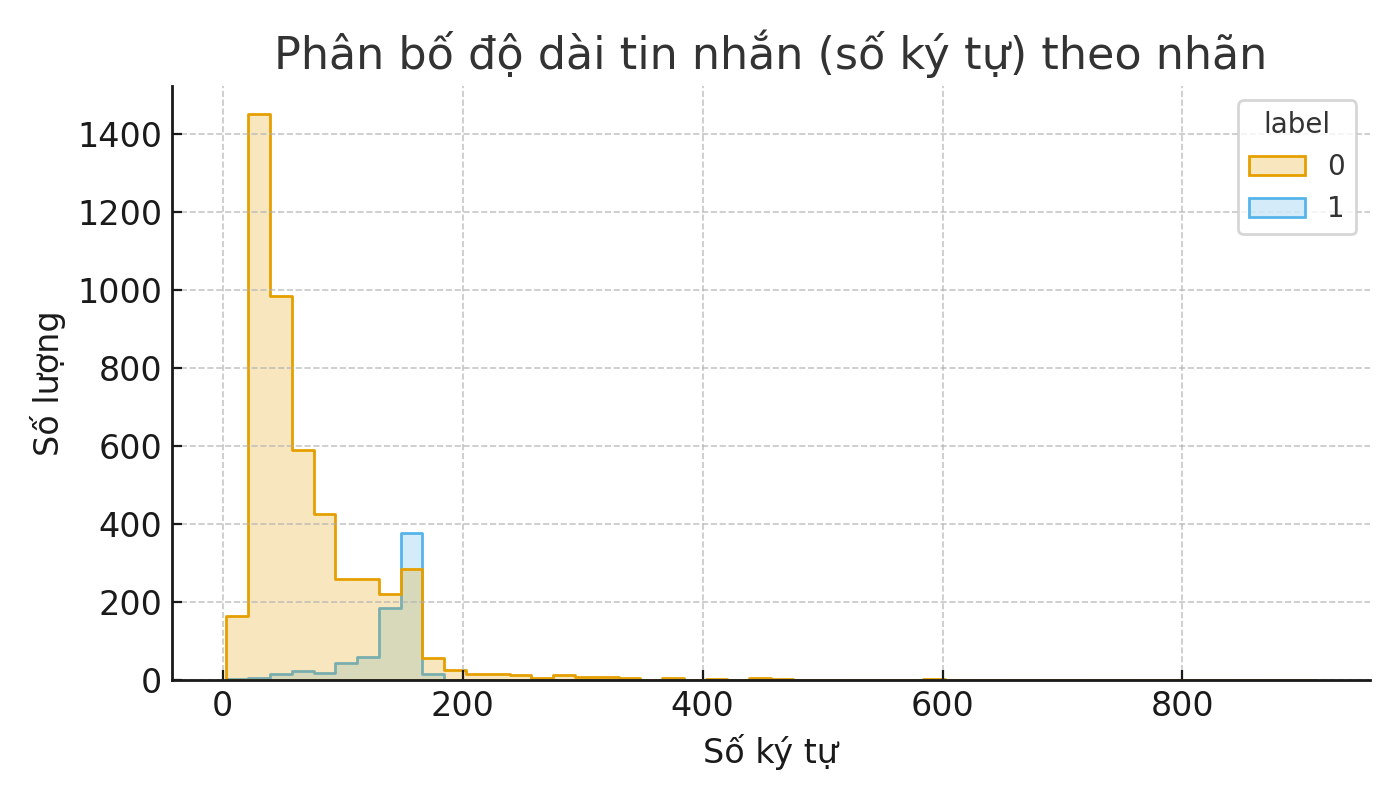 Phân bố độ dài tin nhắn (số ký tự) theo nhãn
label
0
1
Số lượng
1400
1200
1000
800
600
400
200
0
0 200 400 600 800
Số ký tự